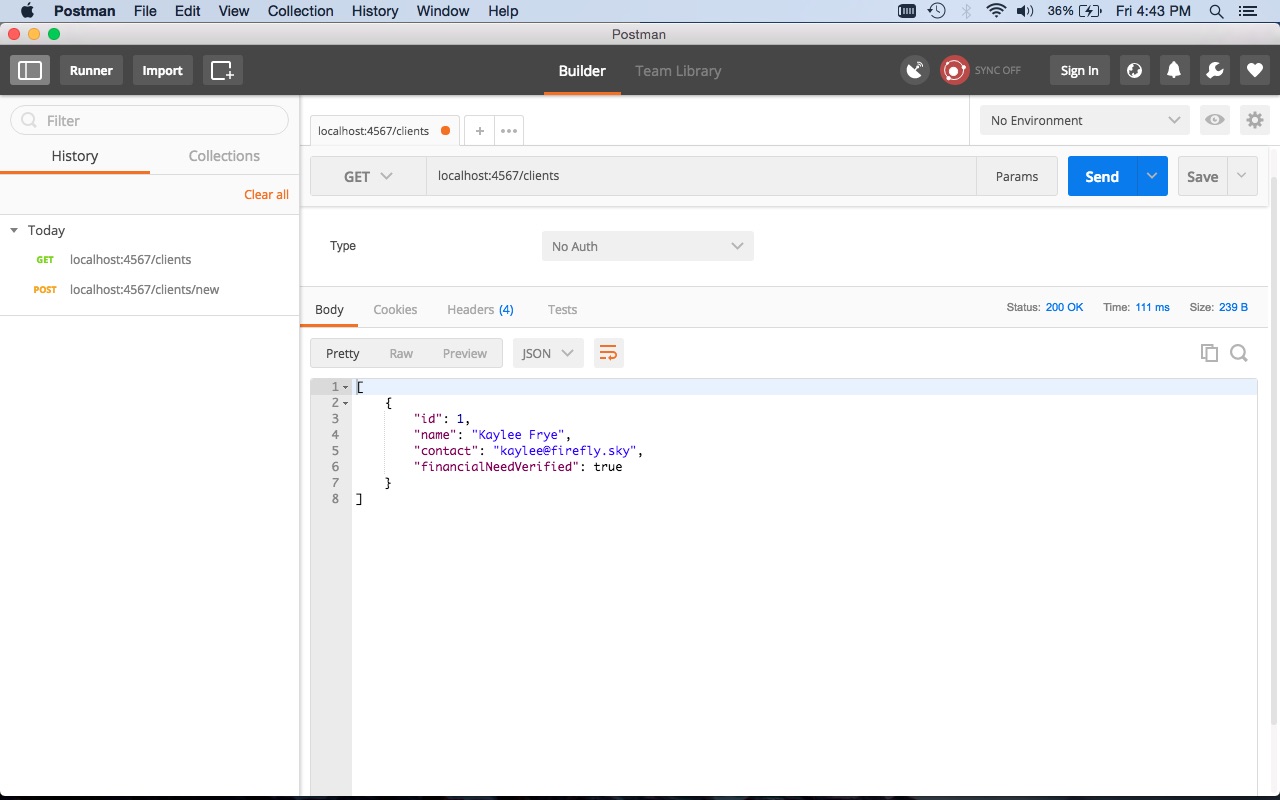 Postman File Edit View Collection History Window Help 36% Fri 4:43 PM
Postman
Runner Import Builder Team Library SYNC OFF Sign In
Filter
History Collections
Clear all
Today
GET localhost:4567/clients
POST localhost:4567/clients/new
localhost:4567/clients + ••• No Environment
GET localhost:4567/clients Params Send Save
Type No Auth
Body Cookies Headers (4) Tests Status: 200 OK Time: 111 ms Size: 239 B
Pretty Raw Preview JSON
1 [
2 {
3 "id": 1,
4 "name": "Kaylee Frye",
5 "contact": "kaylee@firefly.sky",
6 "financialNeedVerified": true
7 }
8 ]